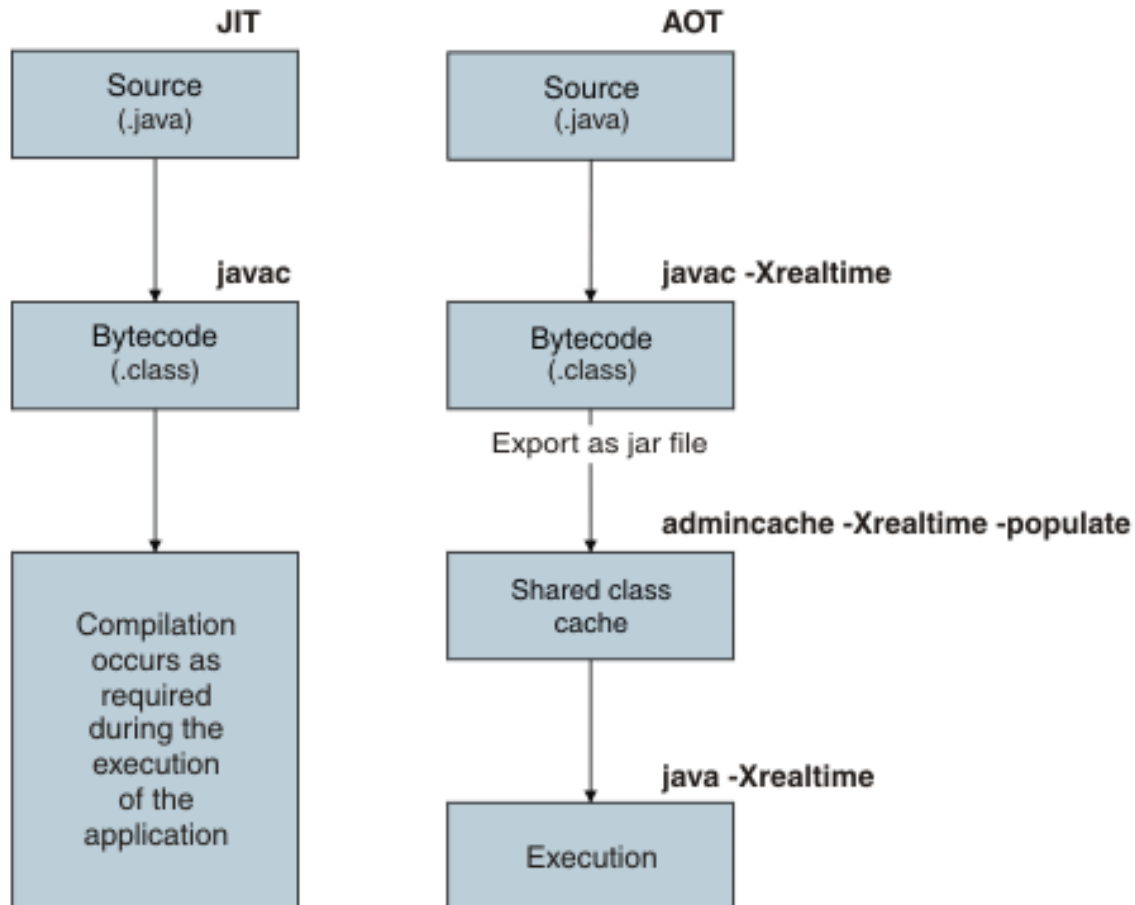 JIT
Source
(.java)
javac
Bytecode
(.class)
Compilation
occurs as
required
during the
execution
of the
application
AOT
Source
(.java)
javac -Xrealtime
Bytecode
(.class)
Export as jar file
admincache -Xrealtime -populate
Shared class
cache
java -Xrealtime
Execution